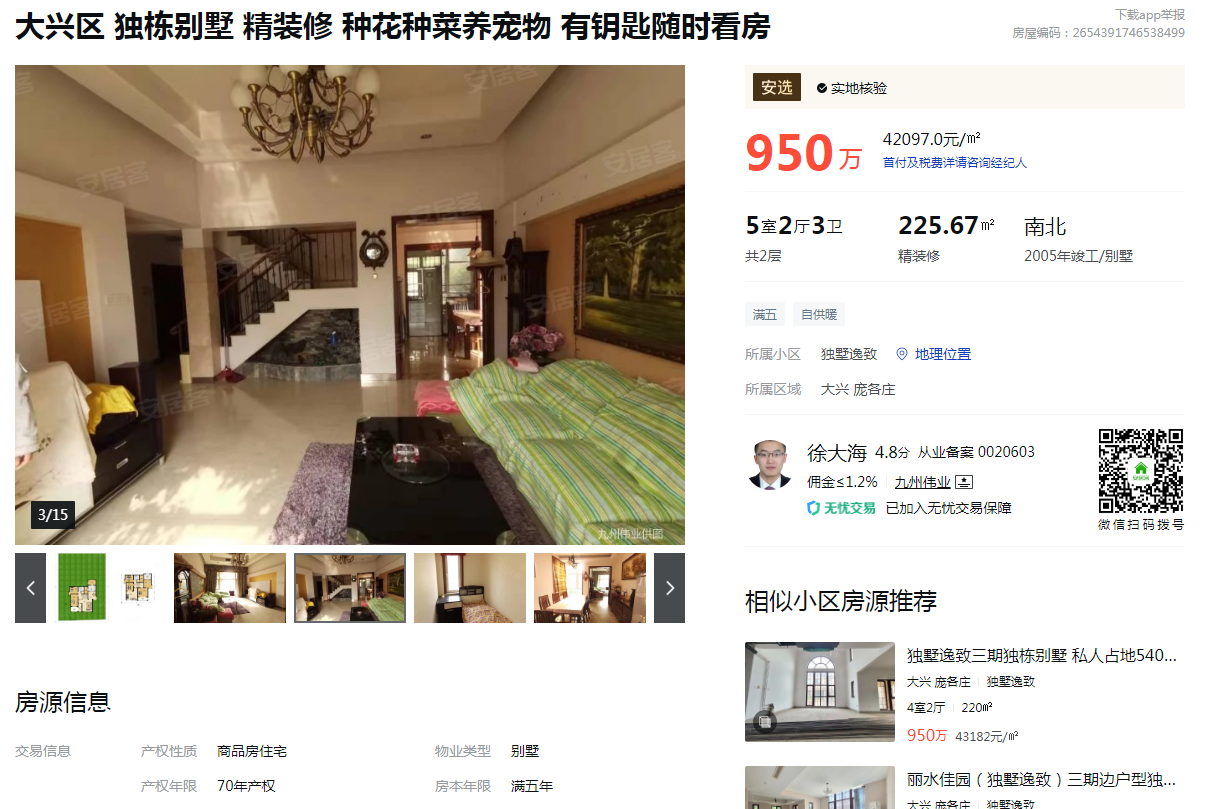 大兴区 独栋别墅 精装修 种花种菜养宠物 有钥匙随时看房
下载app举报
房屋编码：2654391746538499
安居客
3/15
九州伟业供图
安选 实地核验
950万
42097.0元/㎡
首付及税费详请咨询经纪人
5室2厅3卫 225.67㎡ 南北
共2层 精装修 2005年竣工/别墅
满五 自供暖
所属小区 独墅逸致 地理位置
所属区域 大兴 庞各庄
徐大海 4.8分 从业备案 0020603
佣金≤1.2% 九州伟业
无忧交易 已加入无忧交易保障
微信扫码拨号
相似小区房源推荐
独墅逸致三期独栋别墅 私人占地540...
大兴 庞各庄 独墅逸致
4室2厅 220㎡
950万 43182元/㎡
丽水佳园（独墅逸致）三期边户型独...
大兴 庞各庄 独墅逸致
房源信息
交易信息 产权性质 商品房住宅 物业类型 别墅
产权年限 70年产权 房本年限 满五年